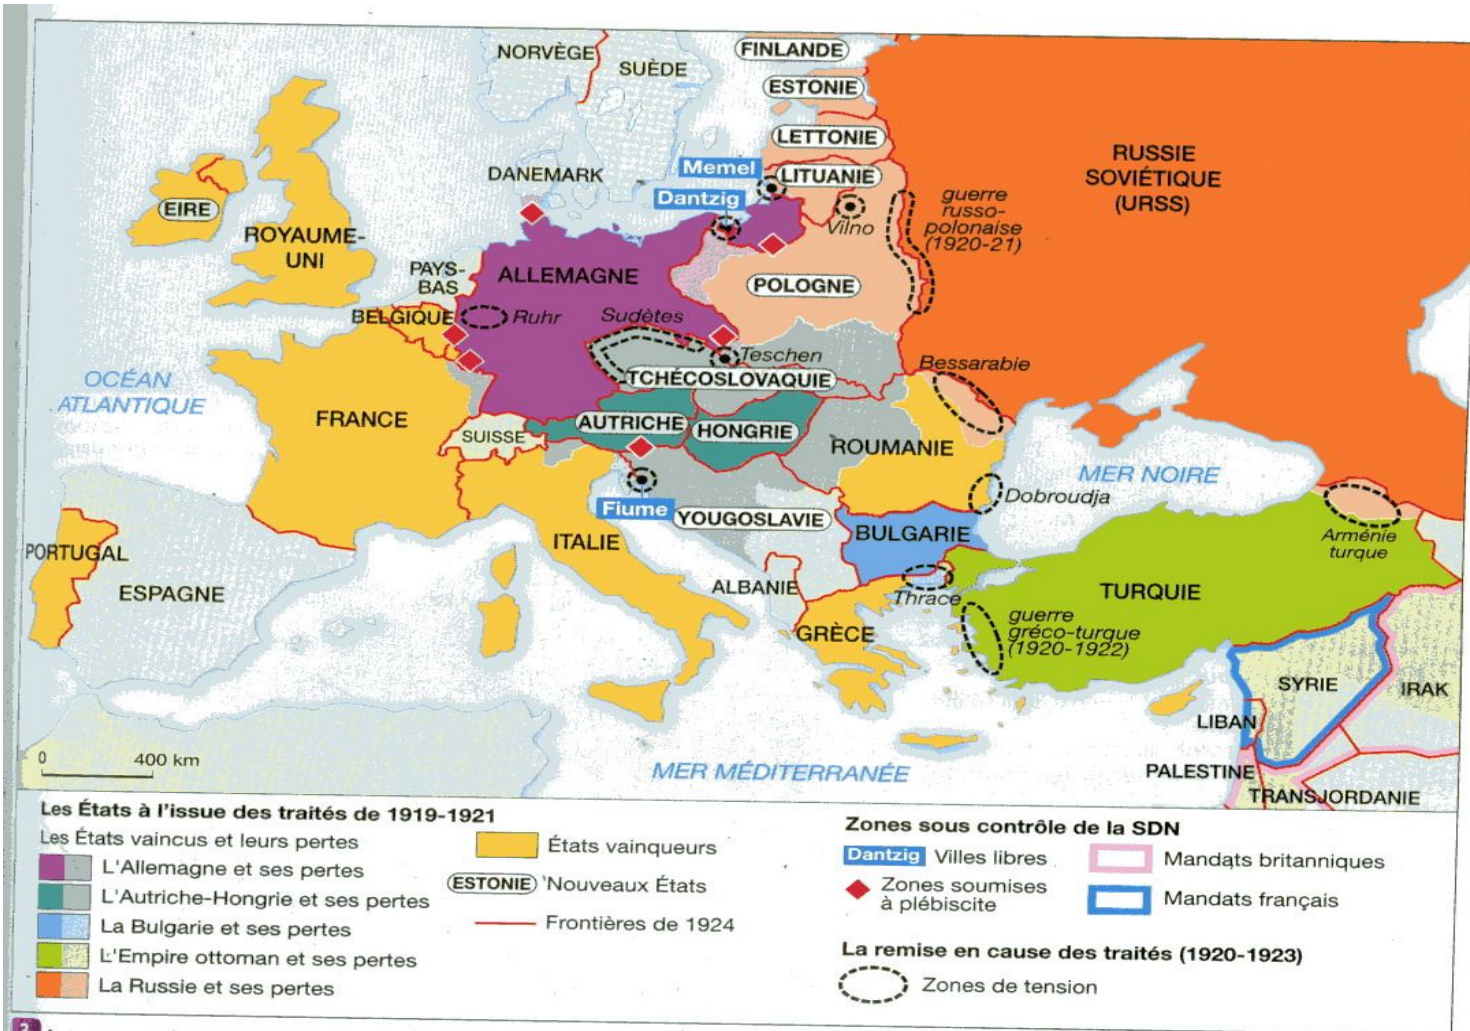 NORVÈGE
SUÈDE
FINLANDE
ESTONIE
LETTONIE
LITUANIE
RUSSIE
SOVIÉTIQUE
(URSS)
DANEMARK
Memel
Dantzig
Vilno
guerre
russo-
polonaise
(1920-21)
EIRE
ROYAUME-
UNI
PAYS-
BAS
ALLEMAGNE
POLOGNE
BELGIQUE
Ruhr
Sudètes
Teschen
TCHÉCOSLOVAQUIE
Bessarabie
OCÉAN
ATLANTIQUE
FRANCE
SUISSE
AUTRICHE
HONGRIE
ROUMANIE
MER NOIRE
Dobroudja
Fiume
YOUGOSLAVIE
BULGARIE
ITALIE
Arménie
turque
PORTUGAL
ESPAGNE
ALBANIE
Thrace
TURQUIE
GRÈCE
guerre
gréco-turque
(1920-1922)
SYRIE
IRAK
LIBAN
PALESTINE
TRANSJORDANIE
MER MÉDITERRANÉE
0 400 km
Les États à l'issue des traités de 1919-1921
Les États vaincus et leurs pertes
L'Allemagne et ses pertes
L'Autriche-Hongrie et ses pertes
La Bulgarie et ses pertes
L'Empire ottoman et ses pertes
La Russie et ses pertes
États vainqueurs
ESTONIE Nouveaux États
Frontières de 1924
Zones sous contrôle de la SDN
Dantzig Villes libres
Zones soumises
à plébiscite
Mandats britanniques
Mandats français
La remise en cause des traités (1920-1923)
Zones de tension